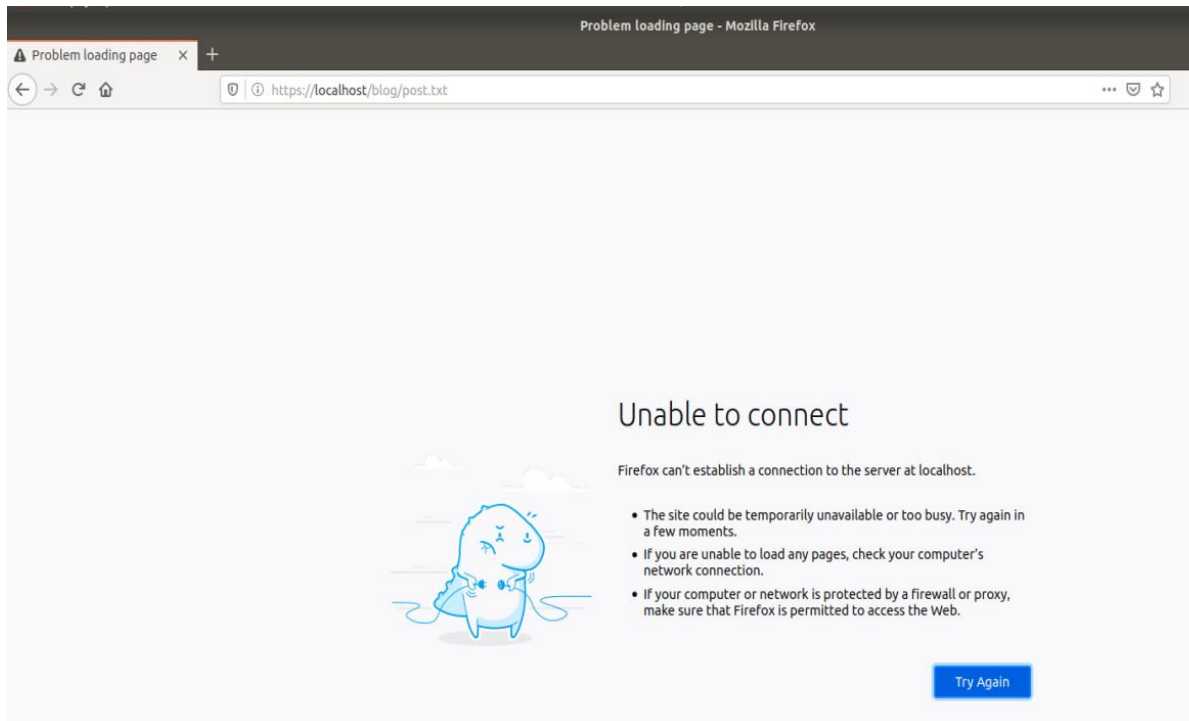 Problem loading page - Mozilla Firefox
Problem loading page
https://localhost/blog/post.txt
Unable to connect
Firefox can’t establish a connection to the server at localhost.
• The site could be temporarily unavailable or too busy. Try again in
a few moments.
• If you are unable to load any pages, check your computer’s
network connection.
• If your computer or network is protected by a firewall or proxy,
make sure that Firefox is permitted to access the Web.
Try Again